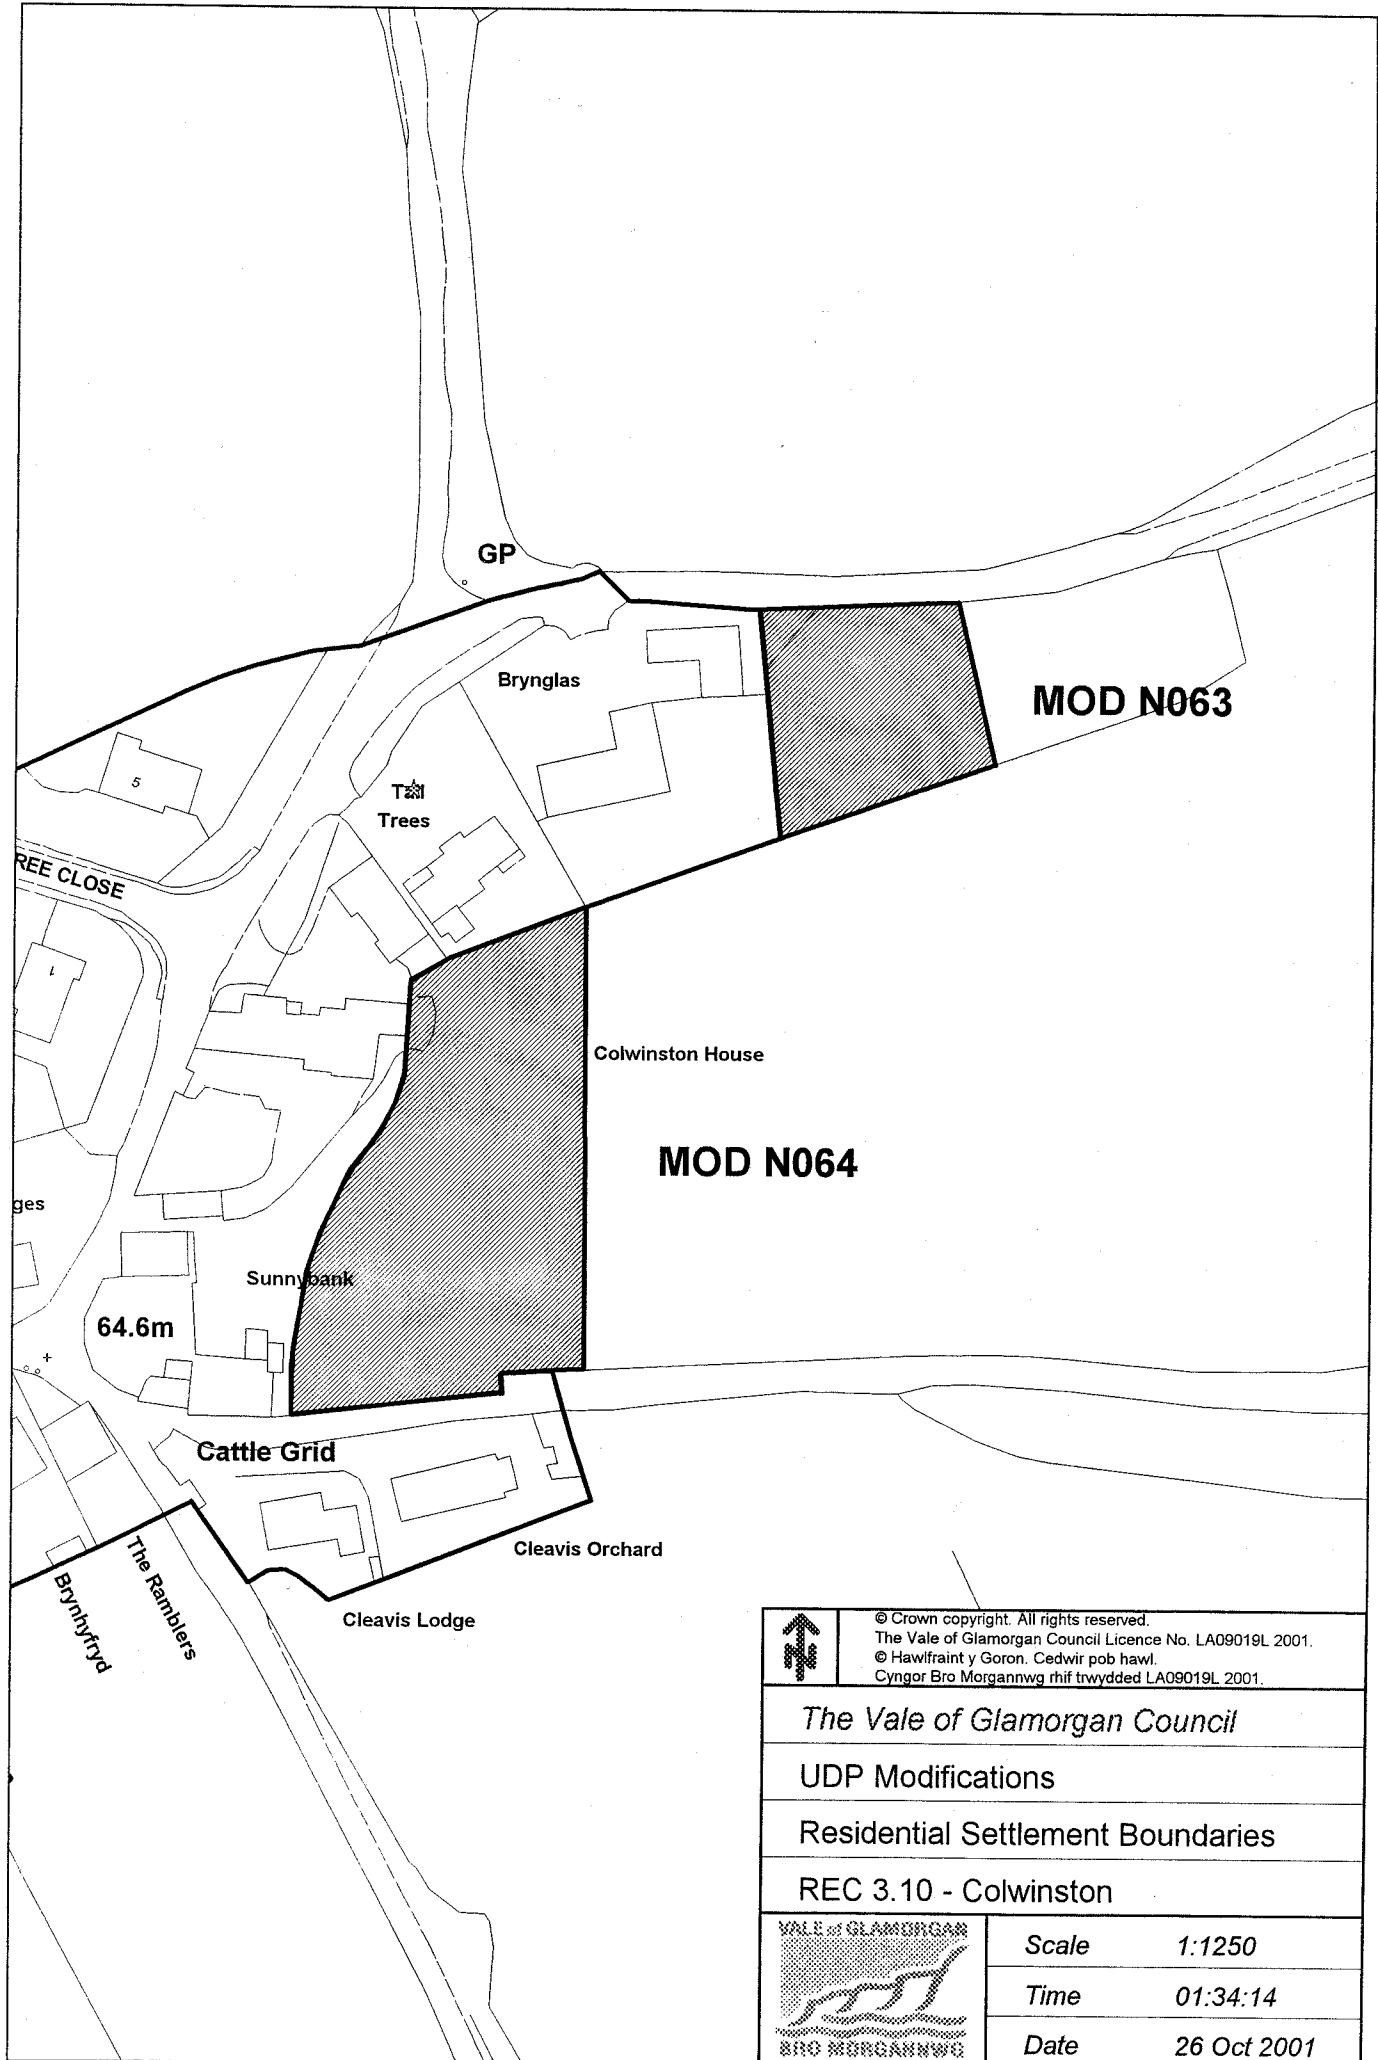 GP
Brynglas
MOD N063
5
Tall
Trees
REE CLOSE
1
Colwinston House
MOD N064
ges
Sunnybank
64.6m
Cattle Grid
Cleavis Orchard
The Ramblers
Brynhyfryd
Cleavis Lodge
N
© Crown copyright. All rights reserved.
The Vale of Glamorgan Council Licence No. LA09019L 2001.
© Hawlfraint y Goron. Cedwir pob hawl.
Cyngor Bro Morgannwg rhif trwydded LA09019L 2001.
The Vale of Glamorgan Council
UDP Modifications
Residential Settlement Boundaries
REC 3.10 - Colwinston
VALE of GLAMORGAN
BRO MORGANNWG
Scale 1:1250
Time 01:34:14
Date 26 Oct 2001